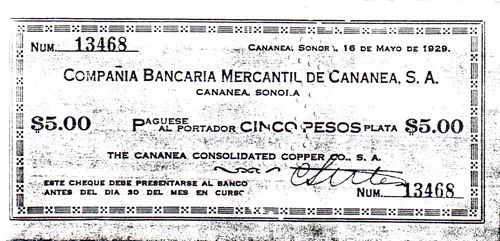 NUM. 13468
CANANEA, SONORA, 16 DE MAYO DE 1929.
COMPAÑIA BANCARIA MERCANTIL DE CANANEA, S. A.
CANANEA, SONORA
$5.00 PAGUESE AL PORTADOR CINCO PESOS PLATA $5.00
THE CANANEA CONSOLIDATED COPPER CO., S. A.
ESTE CHEQUE DEBE PRESENTARSE AL BANCO
ANTES DEL DIA 30 DEL MES EN CURSO
NUM. 13468